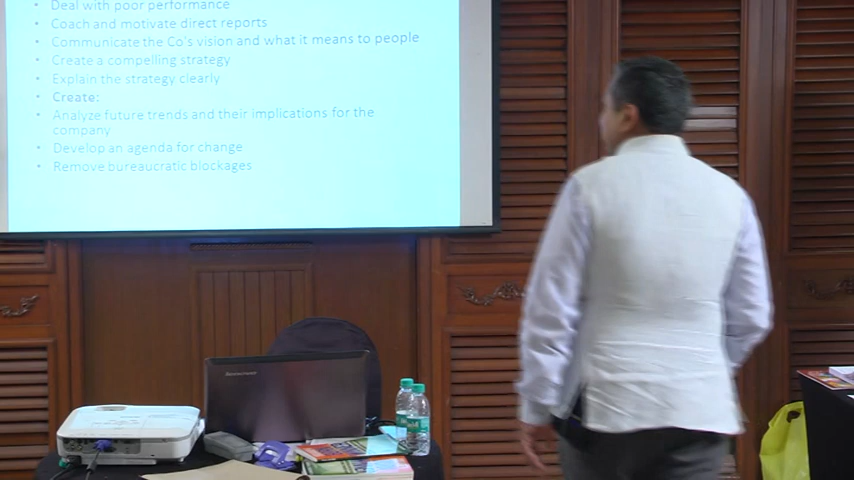 Deal with poor performance
• Coach and motivate direct reports
• Communicate the Co's vision and what it means to people
• Create a compelling strategy
• Explain the strategy clearly
• Create:
• Analyze future trends and their implications for the
company
• Develop an agenda for change
• Remove bureaucratic blockages